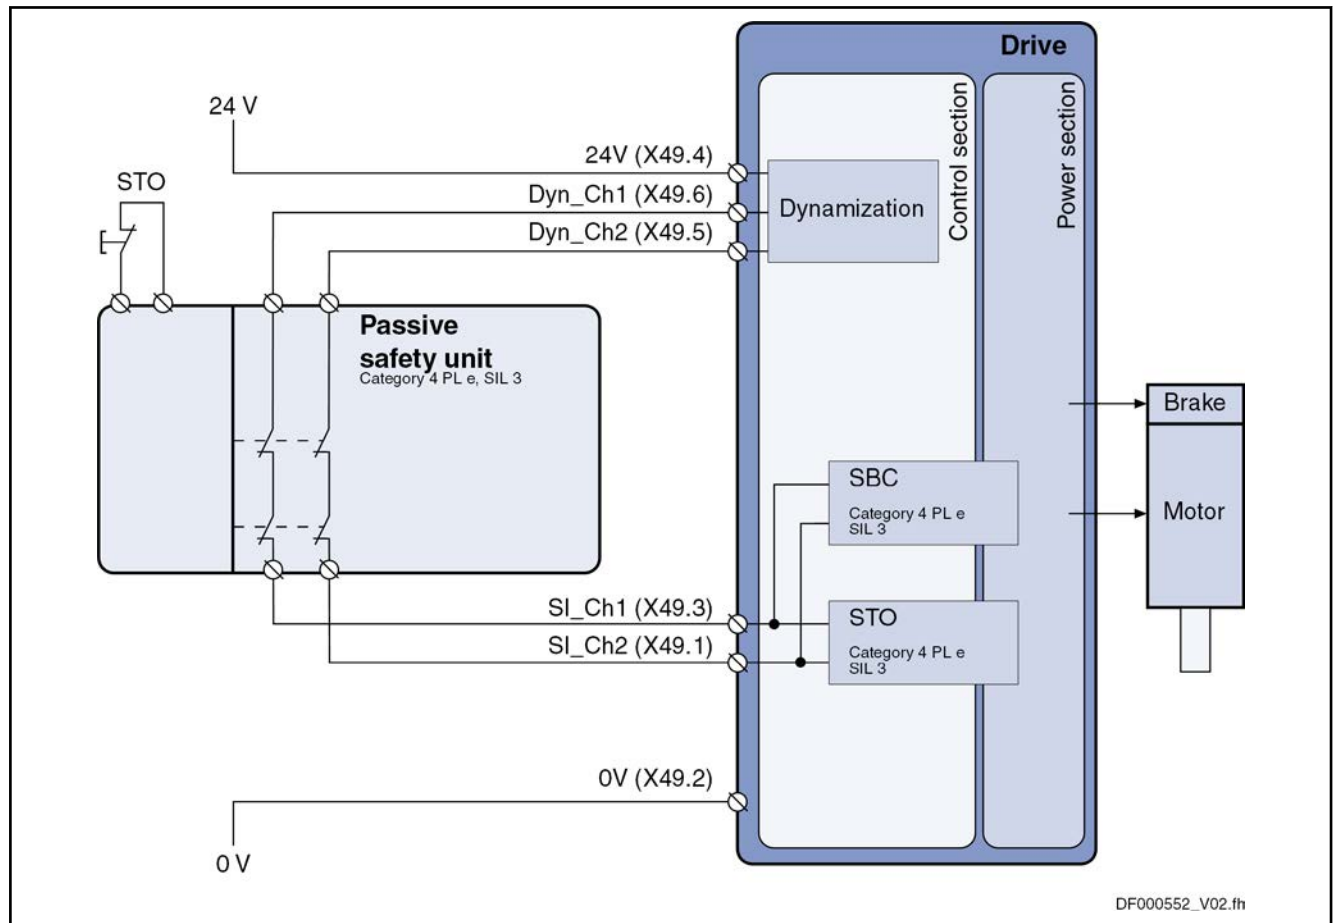 Drive
Control section
Power section
24 V
24V (X49.4)
STO
Dyn_Ch1 (X49.6)
Dyn_Ch2 (X49.5)
Dynamization
Passive
safety unit
Category 4 PL e, SIL 3
Brake
Motor
SBC
Category 4 PL e
SIL 3
SI_Ch1 (X49.3)
SI_Ch2 (X49.1)
STO
Category 4 PL e
SIL 3
0V (X49.2)
0 V
DF000552_V02.fh